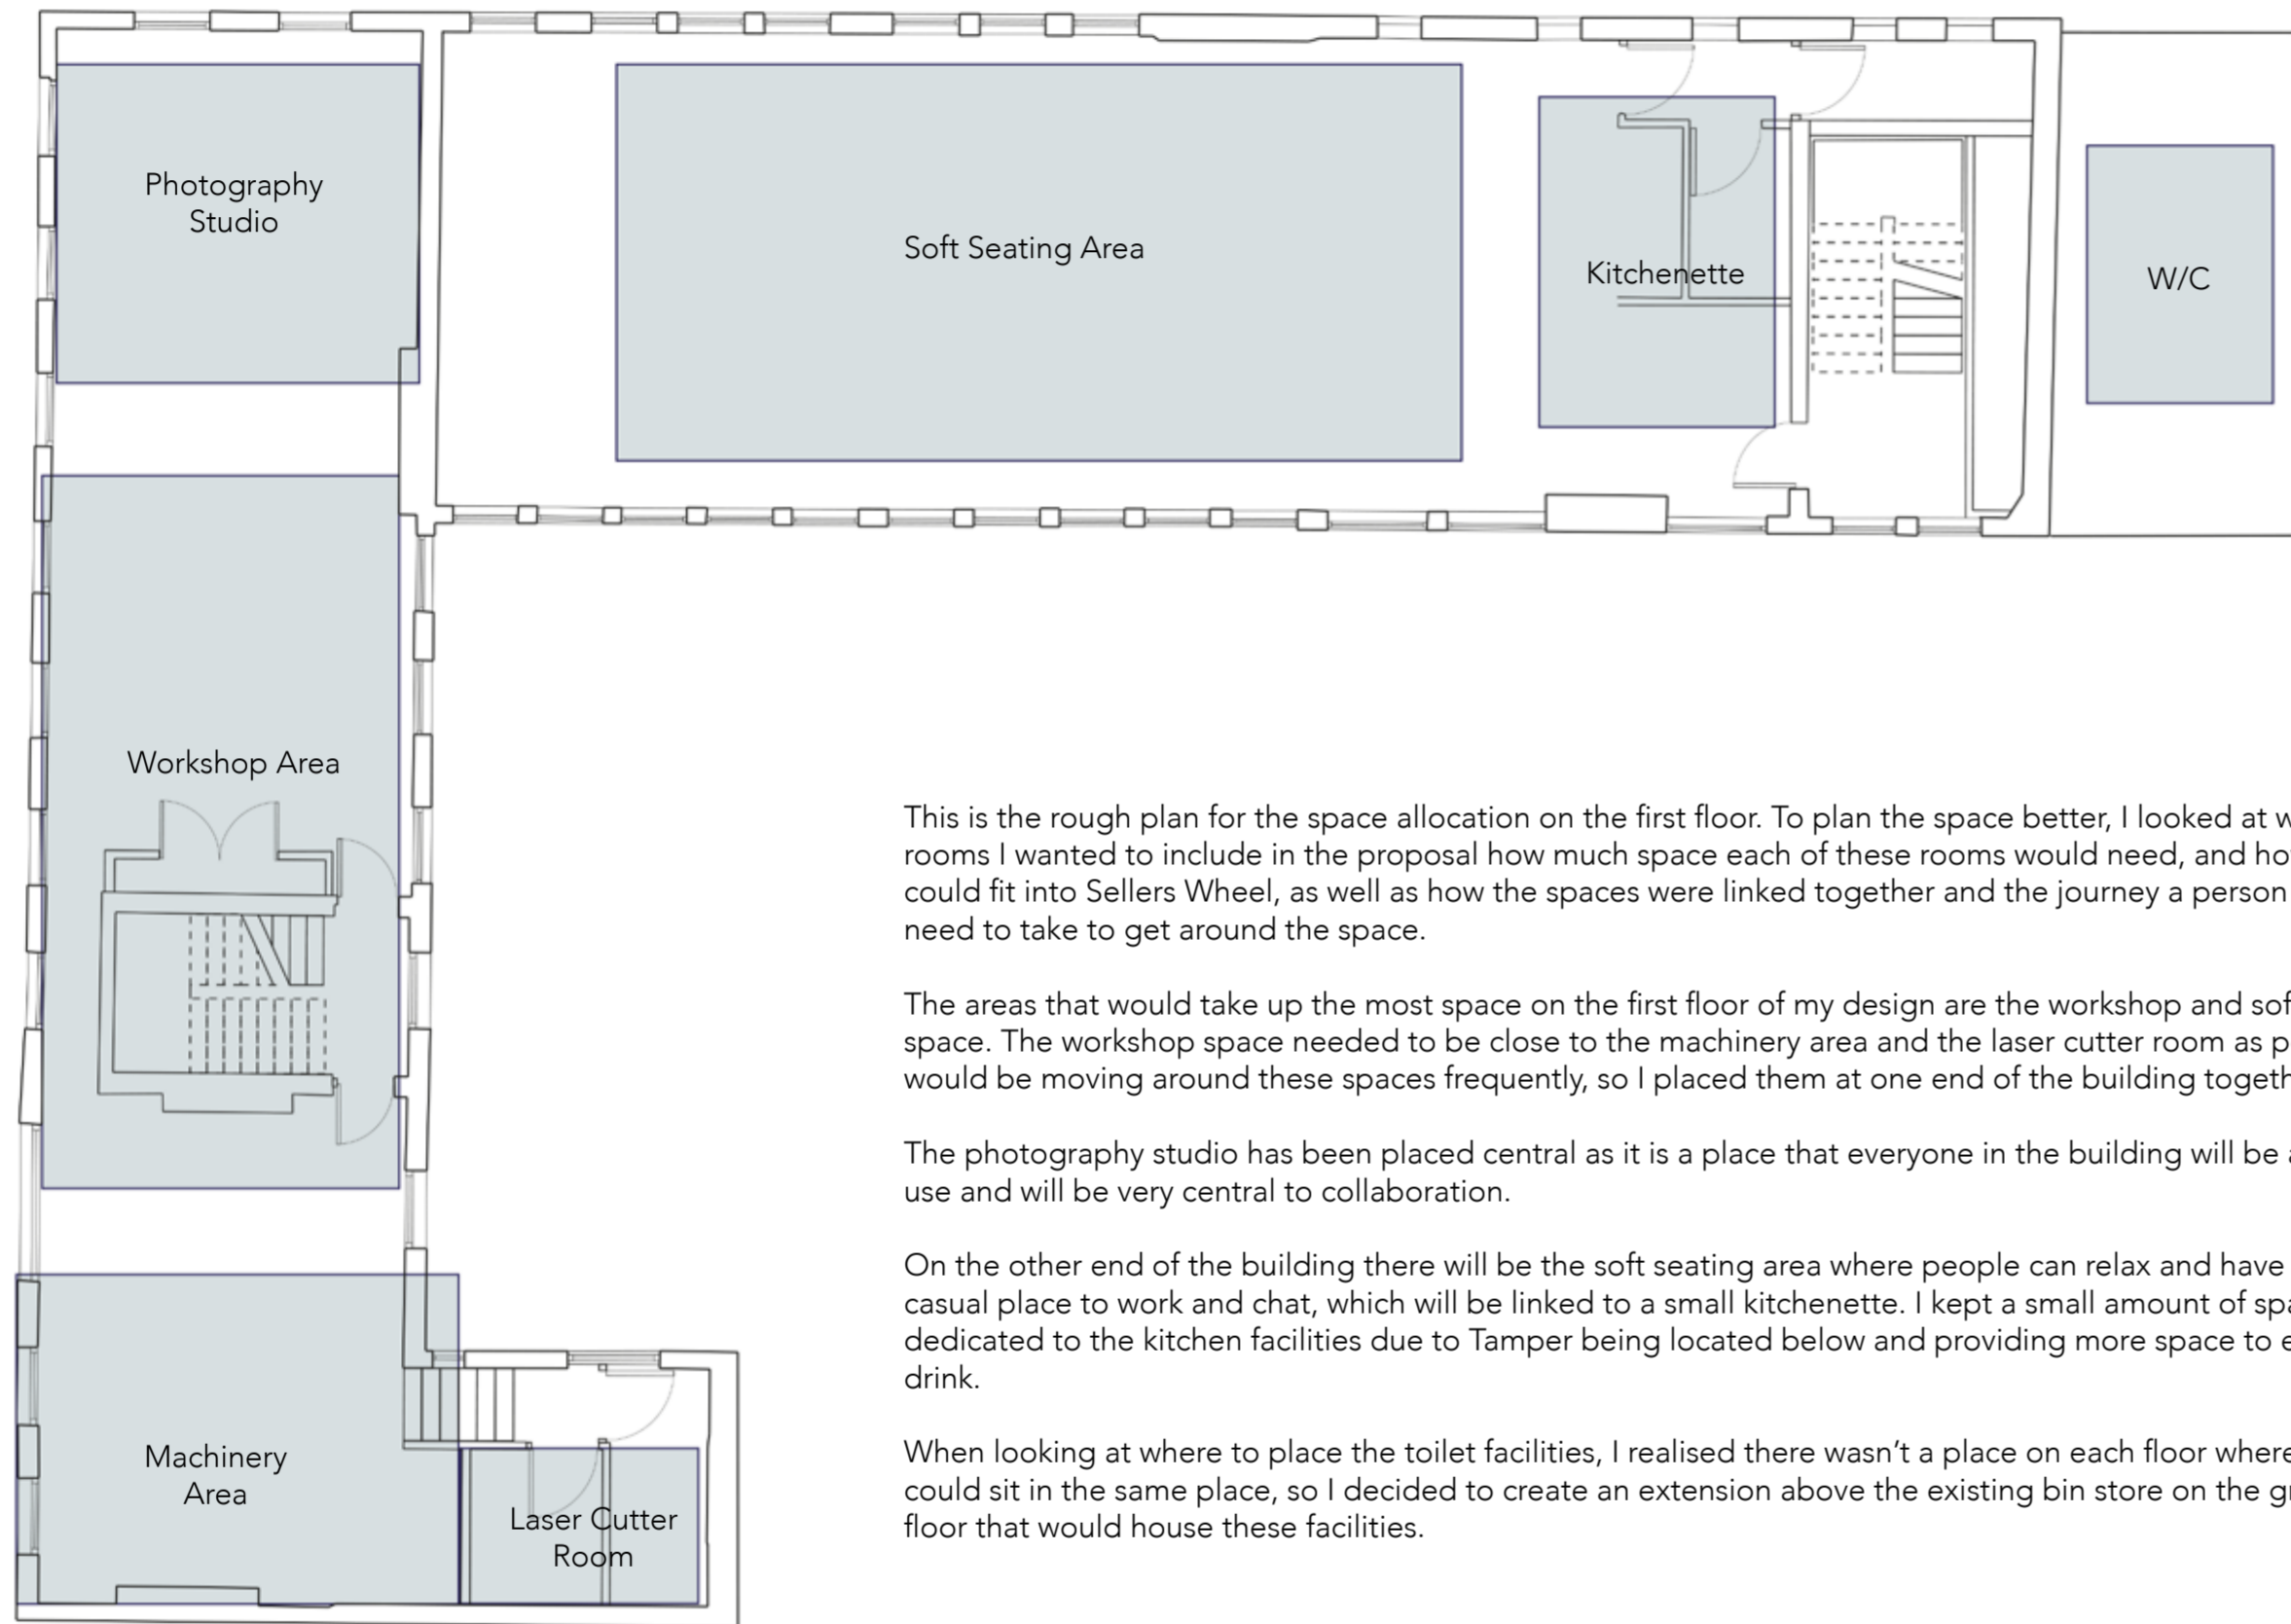 Photography
Studio
Soft Seating Area
Kitchenette
W/C
Workshop Area
This is the rough plan for the space allocation on the first floor. To plan the space better, I looked at
rooms I wanted to include in the proposal how much space each of these rooms would need, and
could fit into Sellers Wheel, as well as how the spaces were linked together and the journey a person
need to take to get around the space.
The areas that would take up the most space on the first floor of my design are the workshop and
space. The workshop space needed to be close to the machinery area and the laser cutter room as
would be moving around these spaces frequently, so I placed them at one end of the building
The photography studio has been placed central as it is a place that everyone in the building will be
use and will be very central to collaboration.
On the other end of the building there will be the soft seating area where people can relax and have
casual place to work and chat, which will be linked to a small kitchenette. I kept a small amount of
dedicated to the kitchen facilities due to Tamper being located below and providing more space to
drink.
When looking at where to place the toilet facilities, I realised there wasn't a place on each floor where
could sit in the same place, so I decided to create an extension above the existing bin store on the
floor that would house these facilities.
Machinery
Area
Laser Cutter
Room